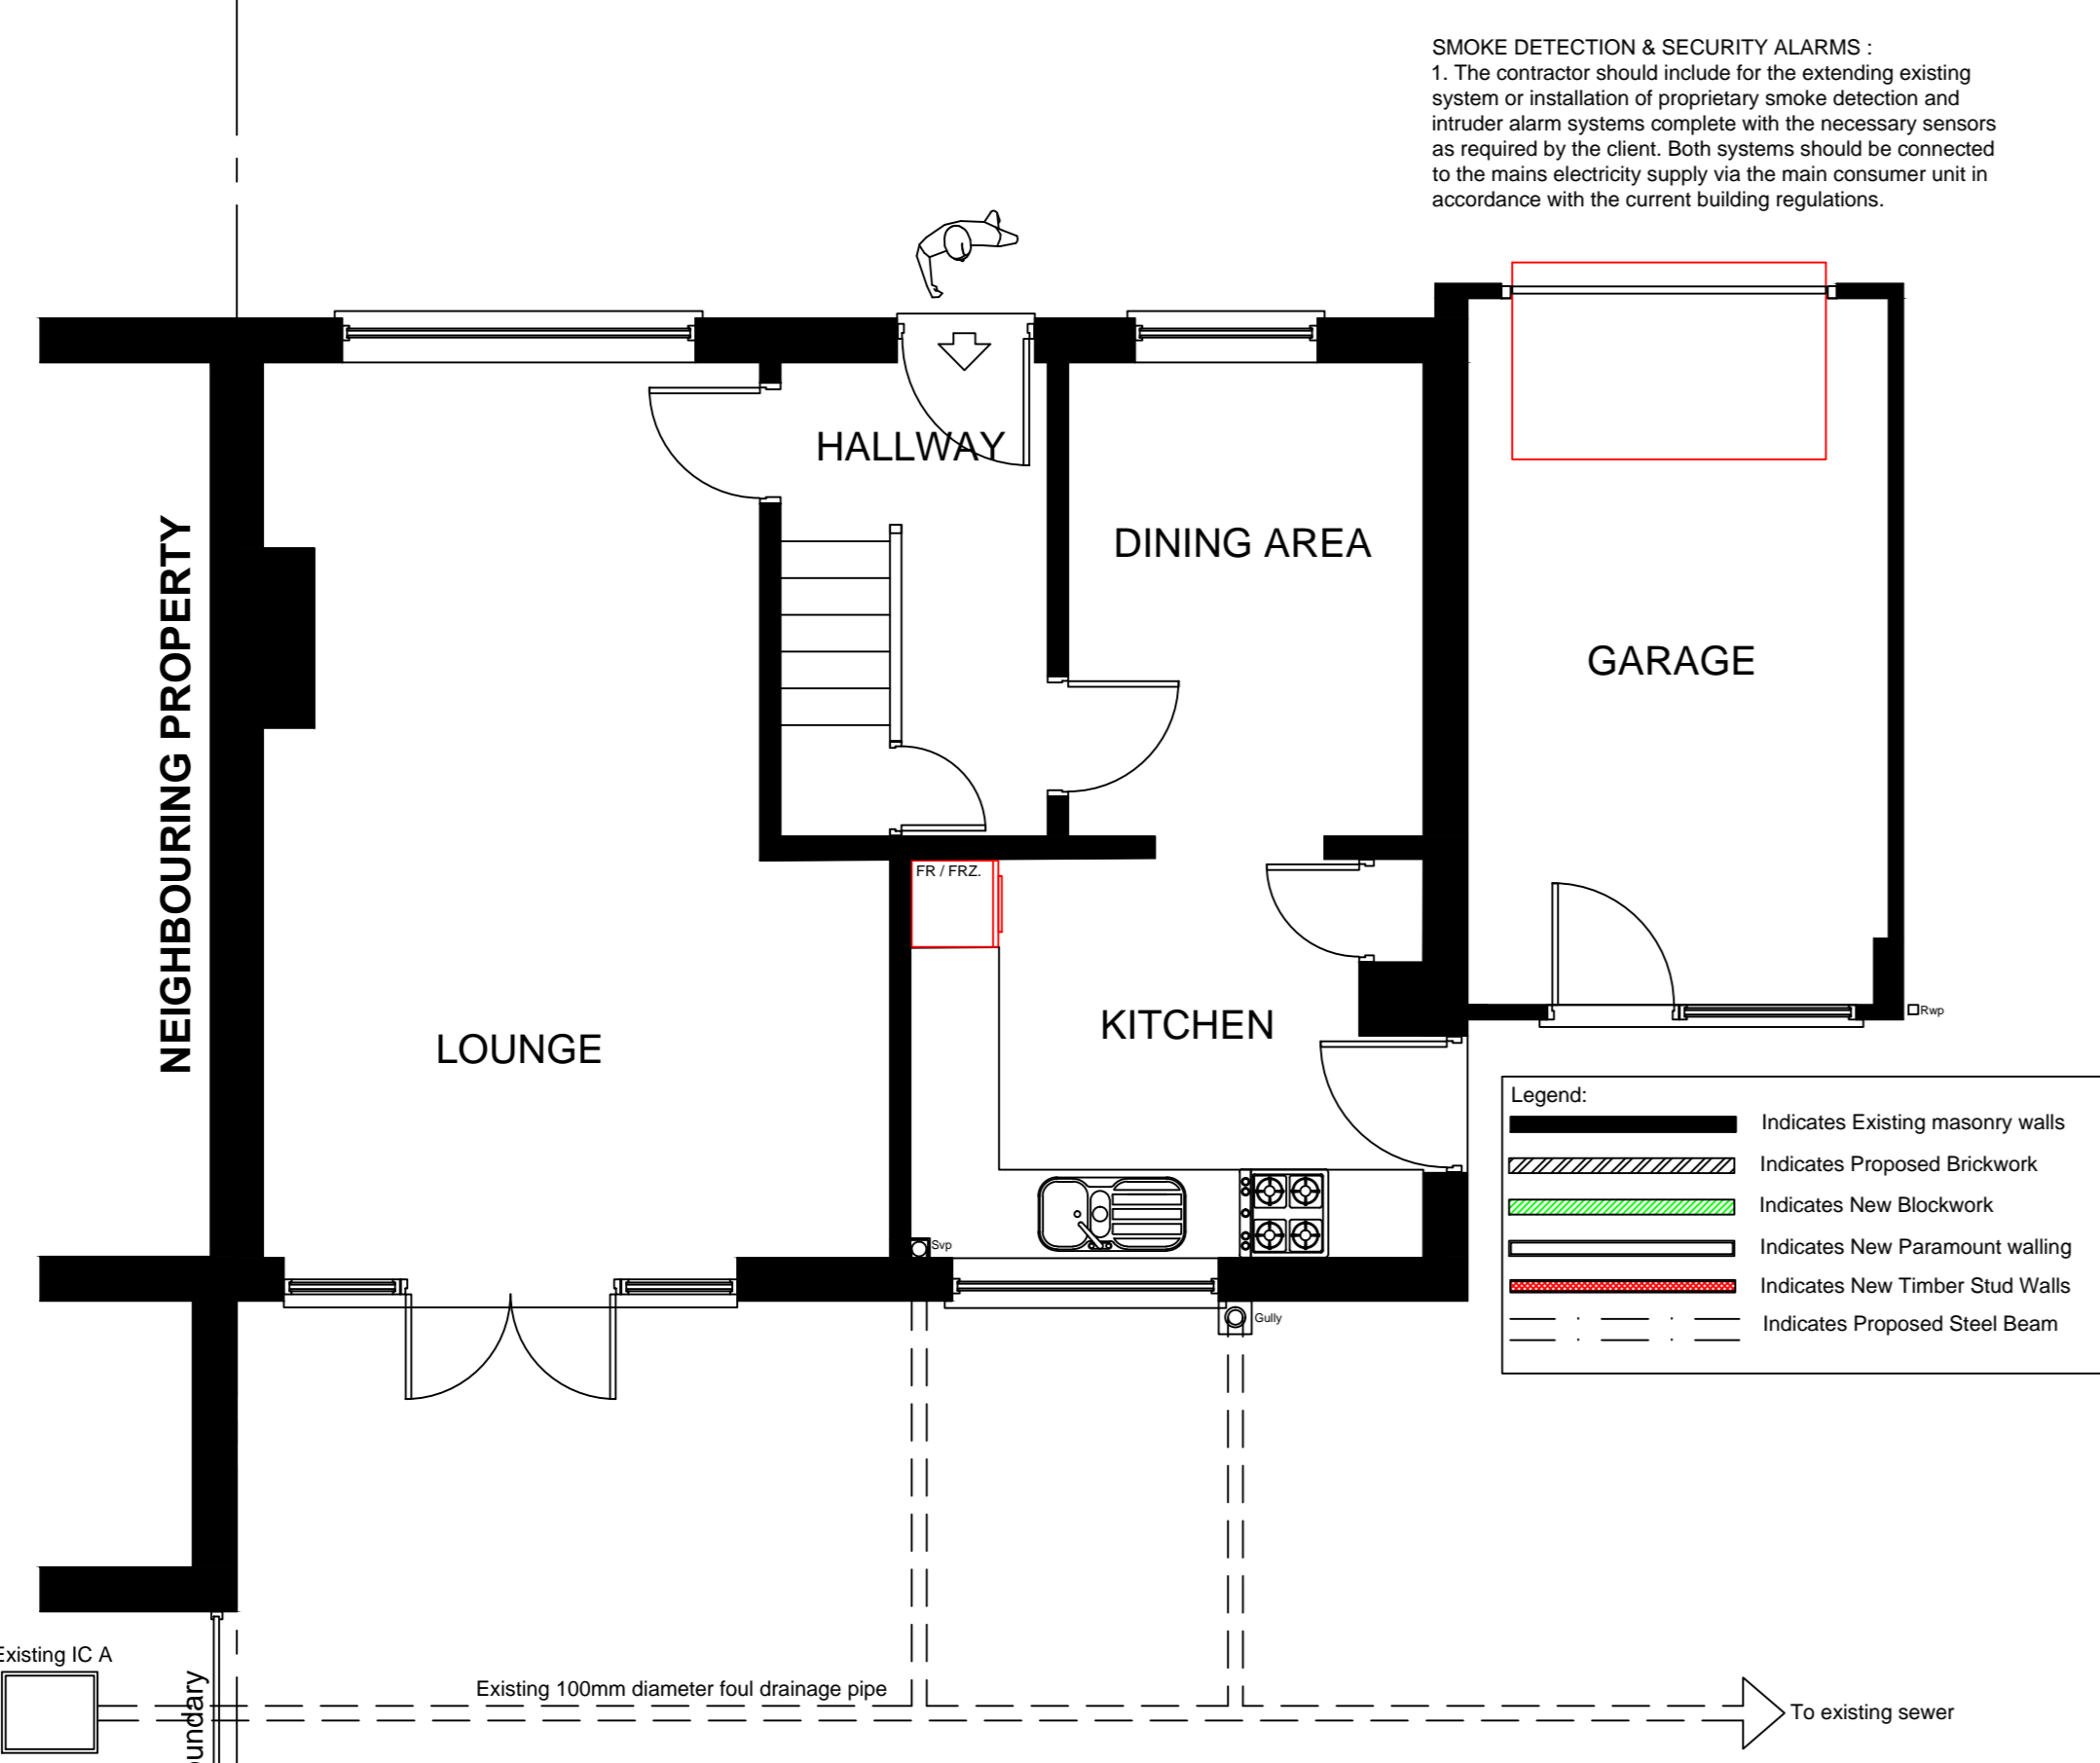 SMOKE DETECTION & SECURITY ALARMS :
1. The contractor should include for the extending existing
system or installation of proprietary smoke detection and
intruder alarm systems complete with the necessary sensors
as required by the client. Both systems should be connected
to the mains electricity supply via the main consumer unit in
accordance with the current building regulations.
HALLWAY
DINING AREA
GARAGE
NEIGHBOURING PROPERTY
FR / FRZ.
LOUNGE
KITCHEN
Rwp
Legend:
Indicates Existing masonry walls
Indicates Proposed Brickwork
Indicates New Blockwork
Indicates New Paramount walling
Indicates New Timber Stud Walls
Indicates Proposed Steel Beam
Svp
Gully
Existing IC A
Existing 100mm diameter foul drainage pipe
To existing sewer